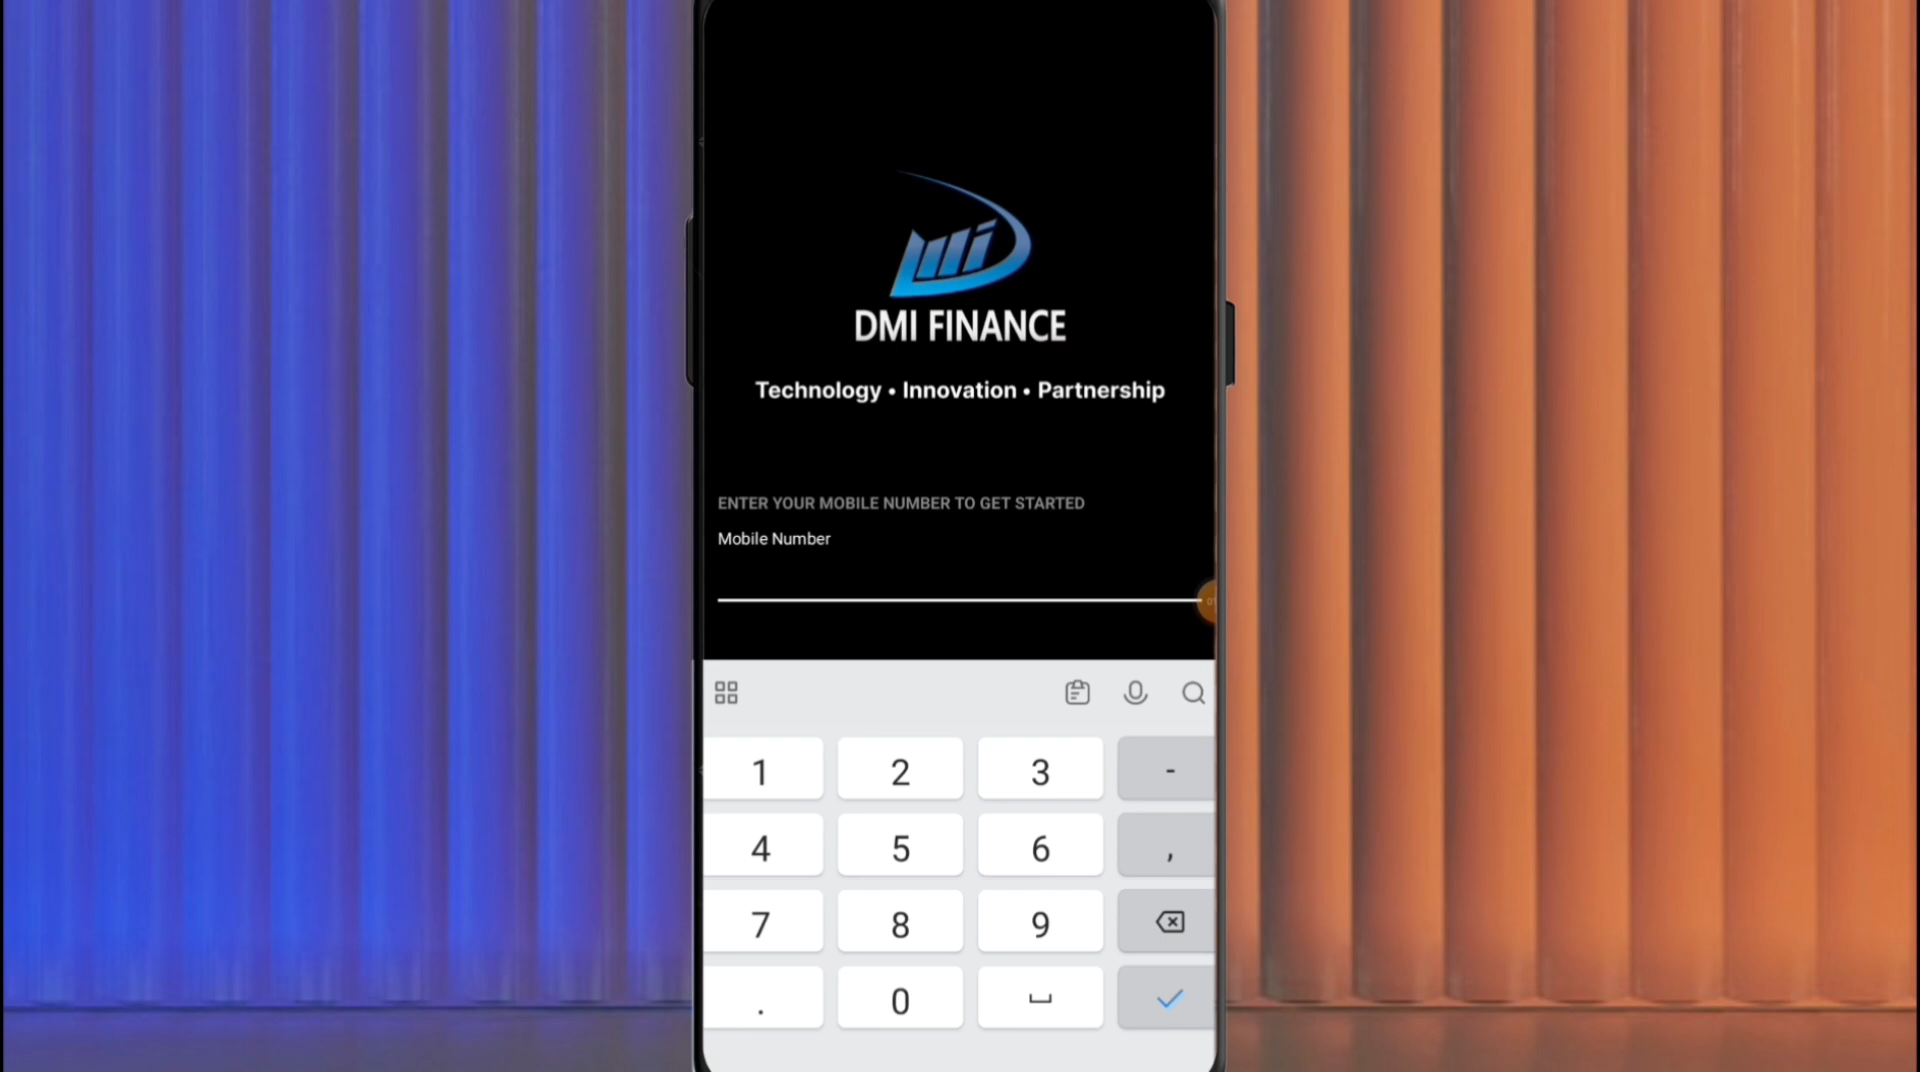 DMI FINANCE
Technology • Innovation • Partnership
ENTER YOUR MOBILE NUMBER TO GET STARTED
Mobile Number
1 2 3 -
4 5 6 ,
7 8 9
. 0